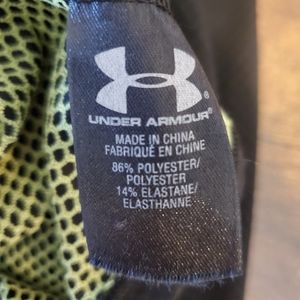 UNDER ARMOUR®
MADE IN CHINA
FABRIQUÉ EN CHINE
86% POLYESTER/
POLYESTER
14% ELASTANE/
ELASTHANNE